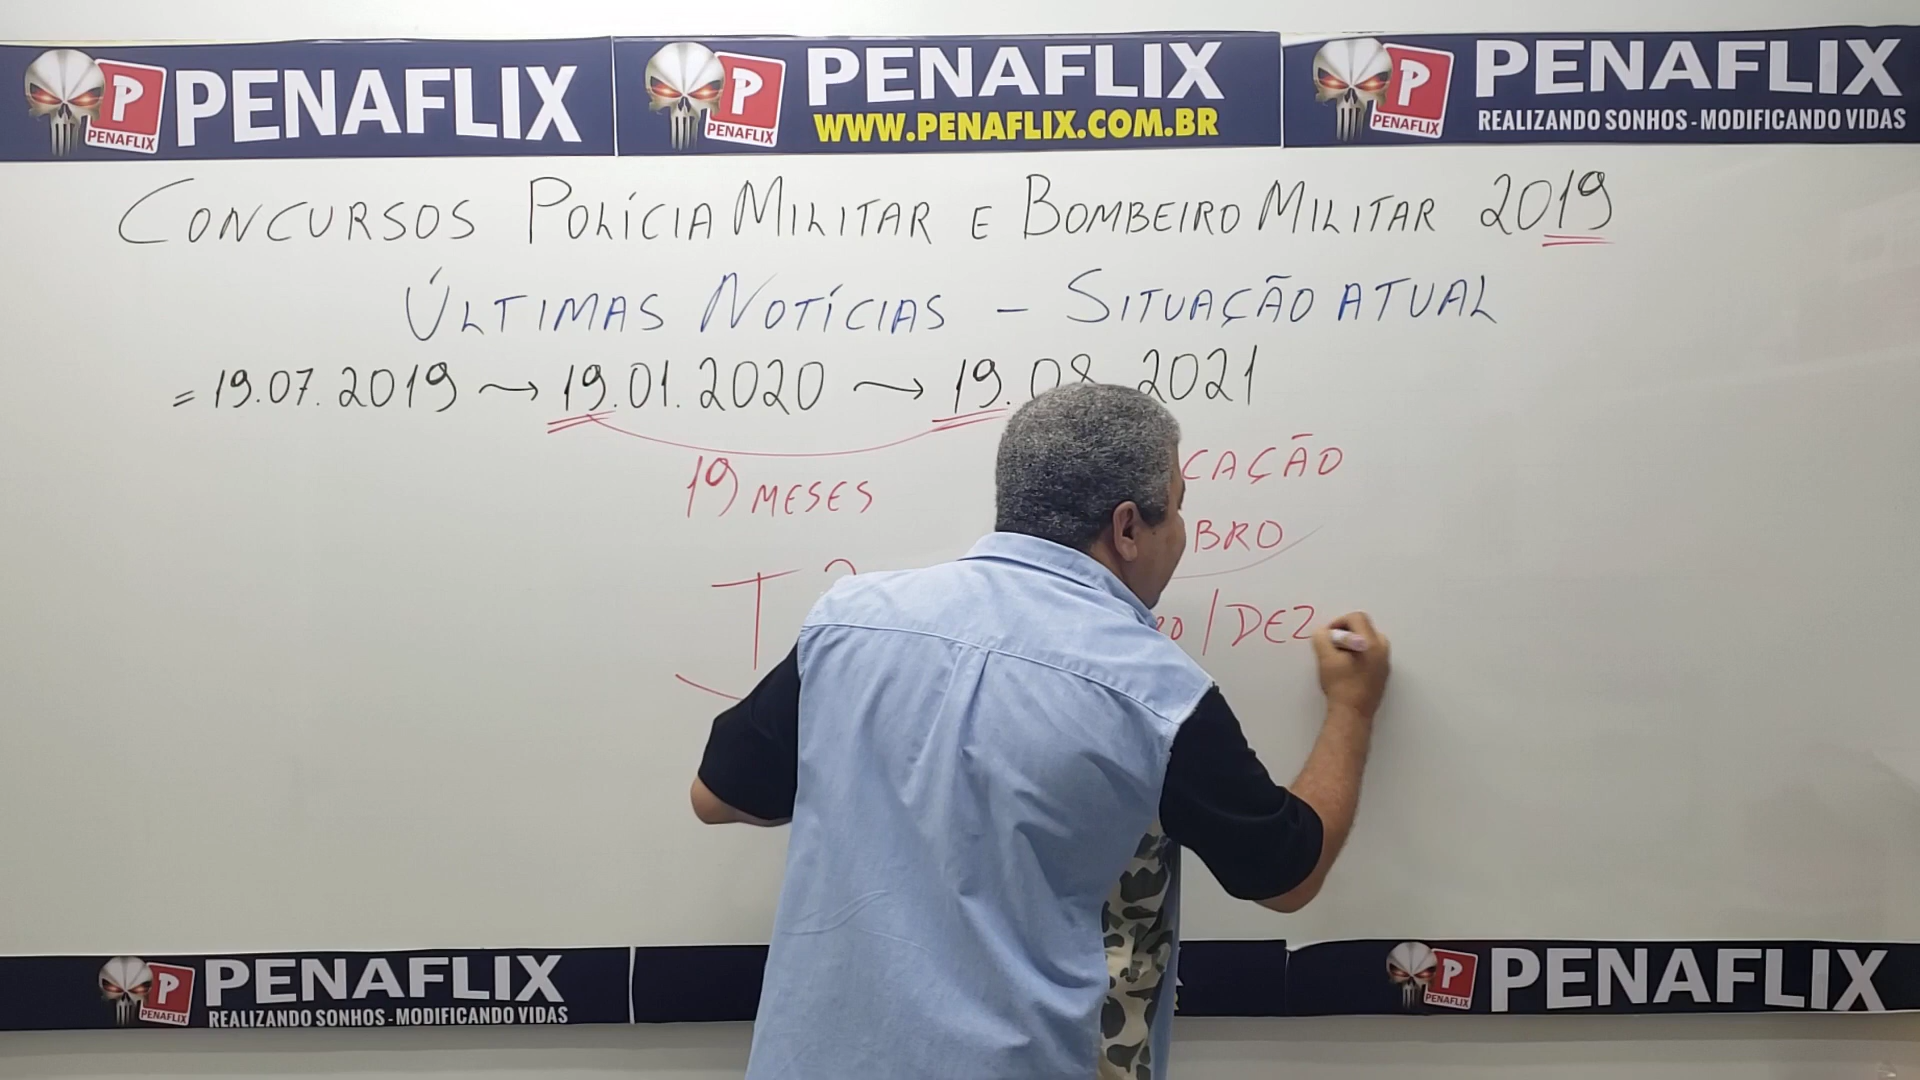 P PENAFLIX PENAFLIX
P PENAFLIX PENAFLIX
WWW.PENAFLIX.COM.BR
P PENAFLIX PENAFLIX
REALIZANDO SONHOS - MODIFICANDO VIDAS
CONCURSOS POLÍCIA MILITAR E BOMBEIRO MILITAR 2019
ÚLTIMAS NOTÍCIAS - SITUAÇÃO ATUAL
= 19.07.2019 → 19.01.2020 → 19.08.2021
19 MESES
CAÇÃO
BRO
RO / DEZ
P PENAFLIX PENAFLIX
REALIZANDO SONHOS - MODIFICANDO VIDAS
P PENAFLIX PENAFLIX